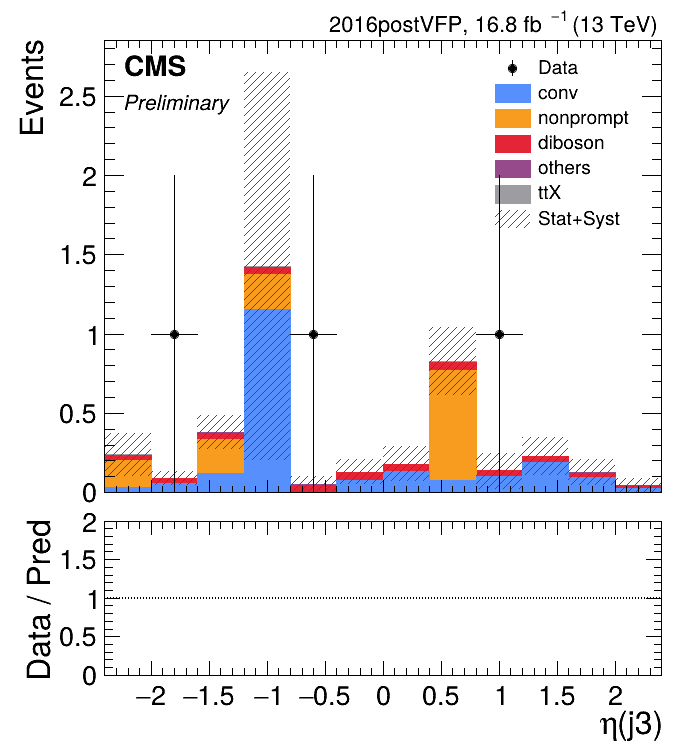 2016postVFP, 16.8 fb⁻¹ (13 TeV)
CMS
Preliminary
Data
conv
nonprompt
diboson
others
ttX
Stat+Syst
Events
2.5
2
1.5
1
0.5
0
Data / Pred
2
1.5
1
0.5
0
−2 −1.5 −1 −0.5 0 0.5 1 1.5 2
η(j3)